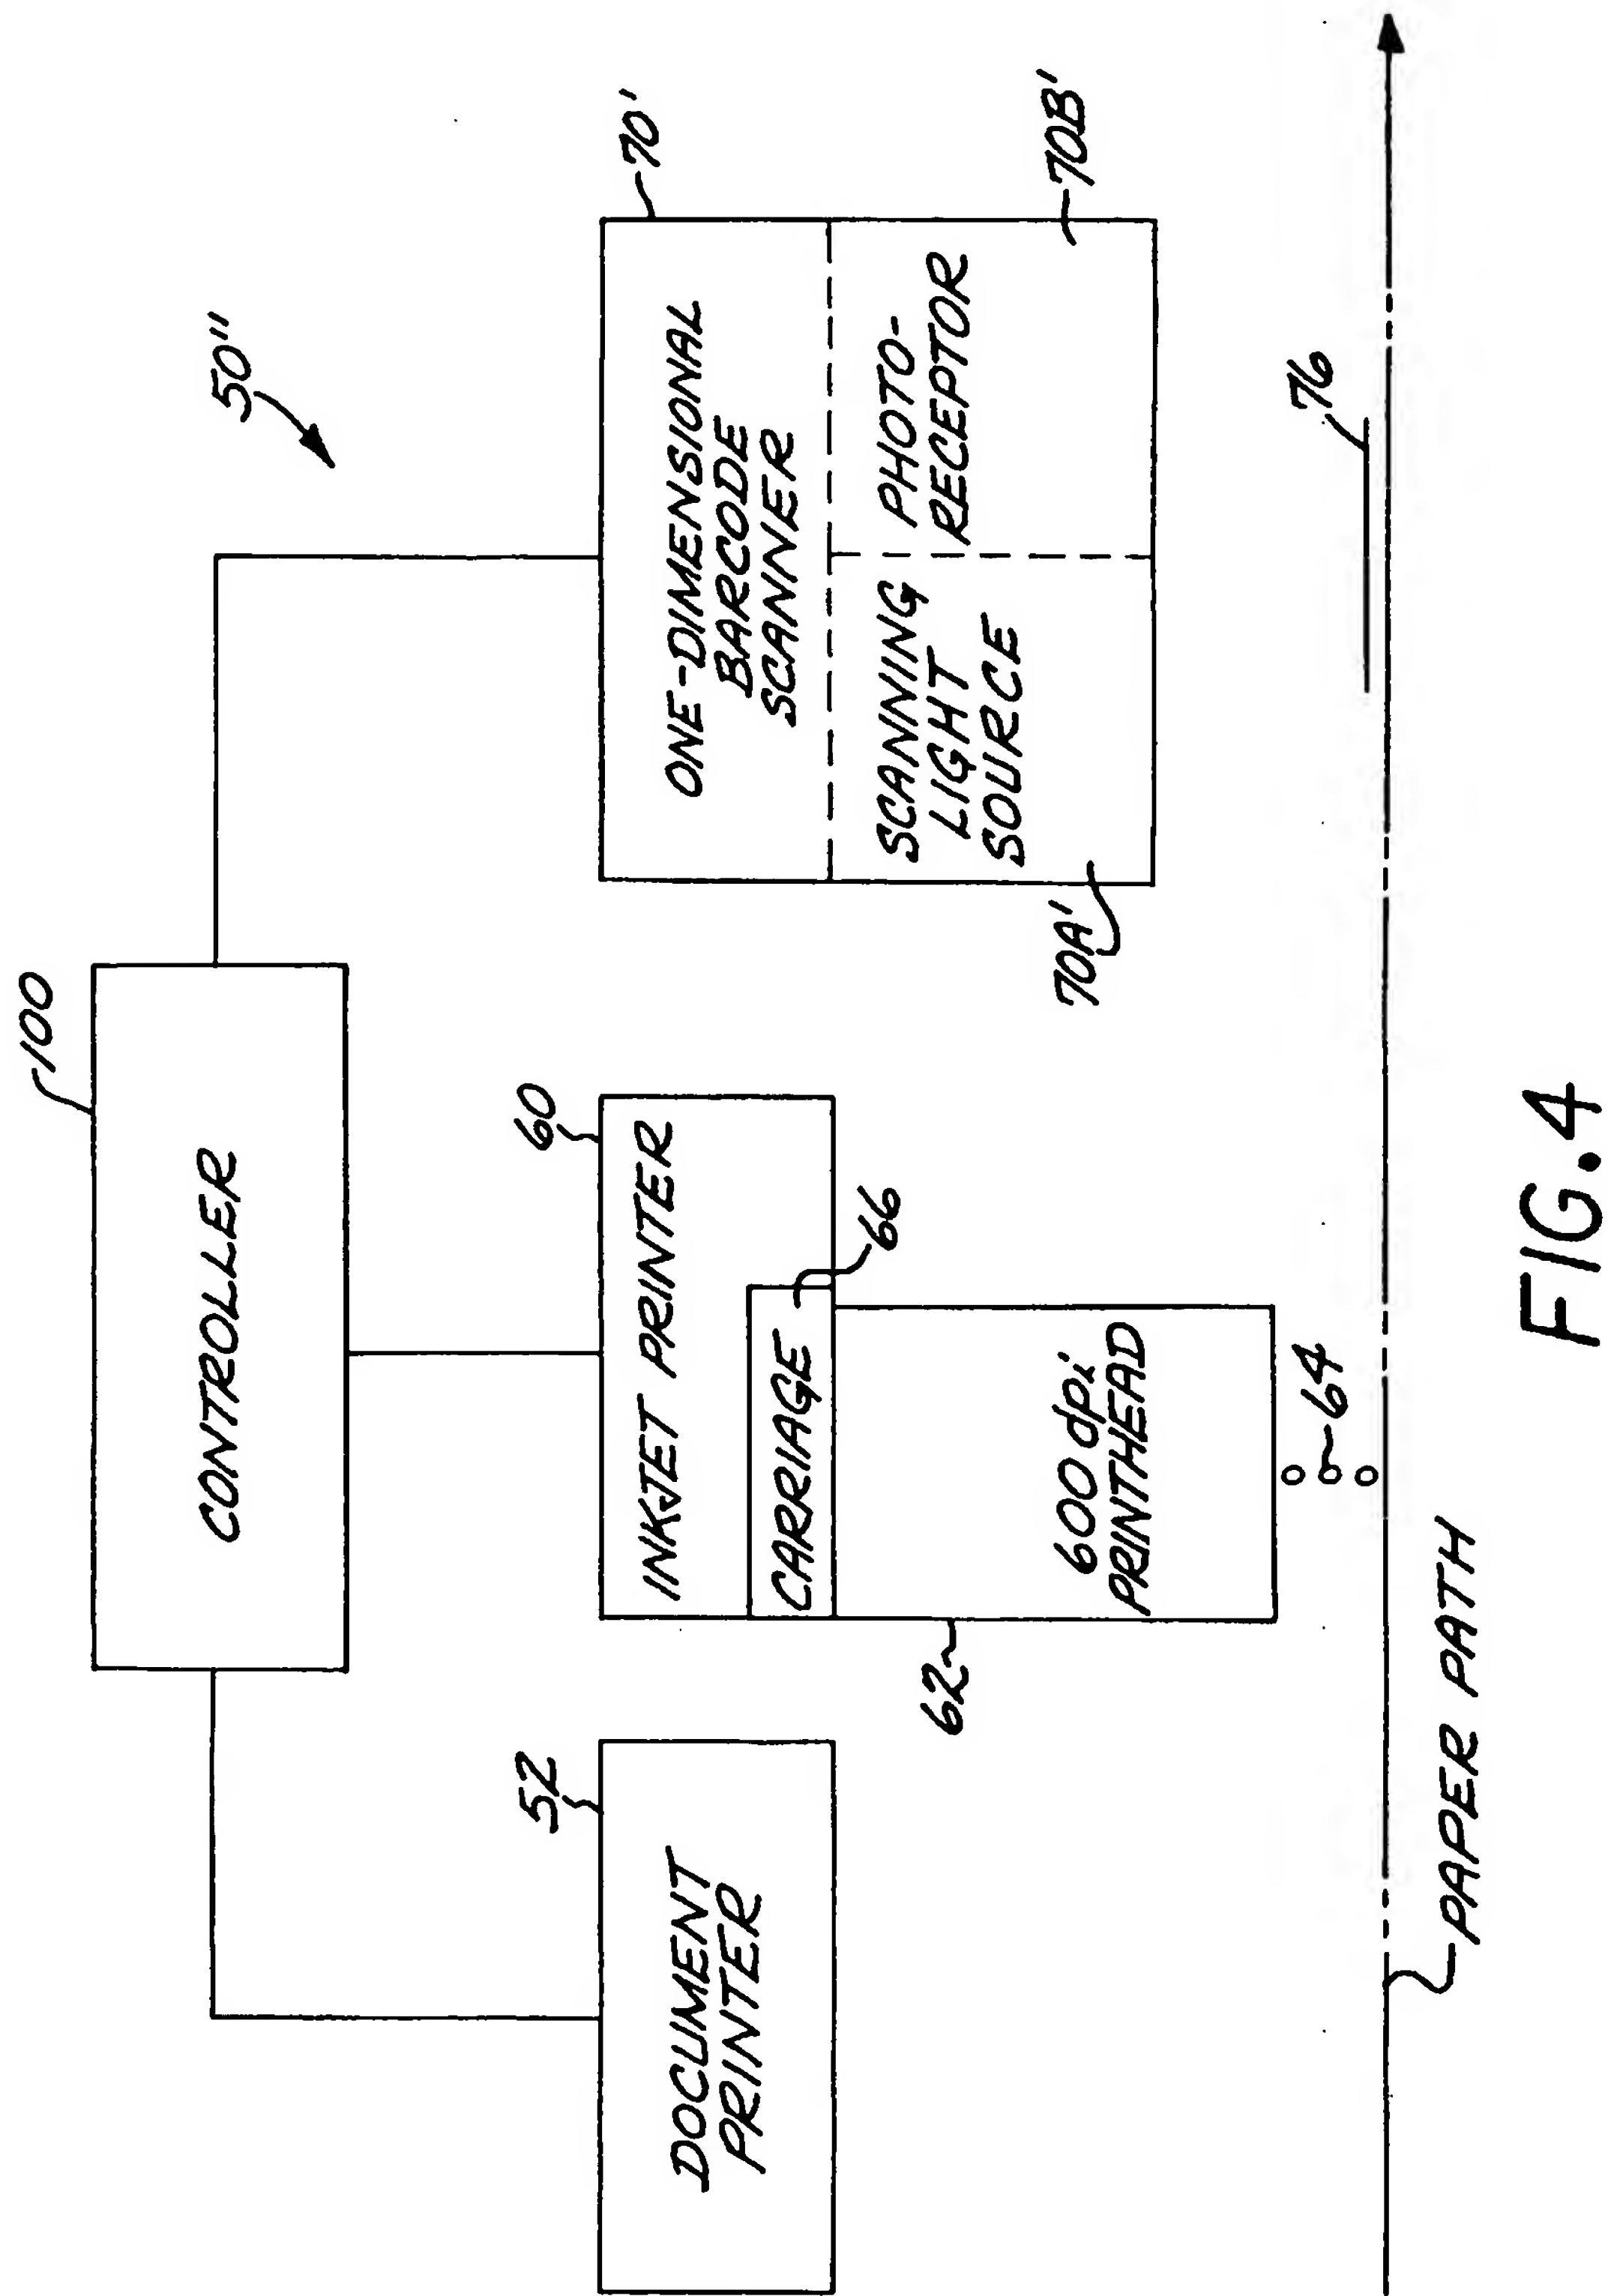 50''
100
CONTROLLER
52
DOCUMENT
PRINTER
60
INKJET PRINTER
CARRIAGE
66
62
600 dpi
PRINTHEAD
64
70'
ONE-DIMENSIONAL
BARCODE
SCANNER
SCANNING
LIGHT
SOURCE
PHOTO-
RECEPTOR
70A'
70B'
76
PAPER PATH
FIG. 4